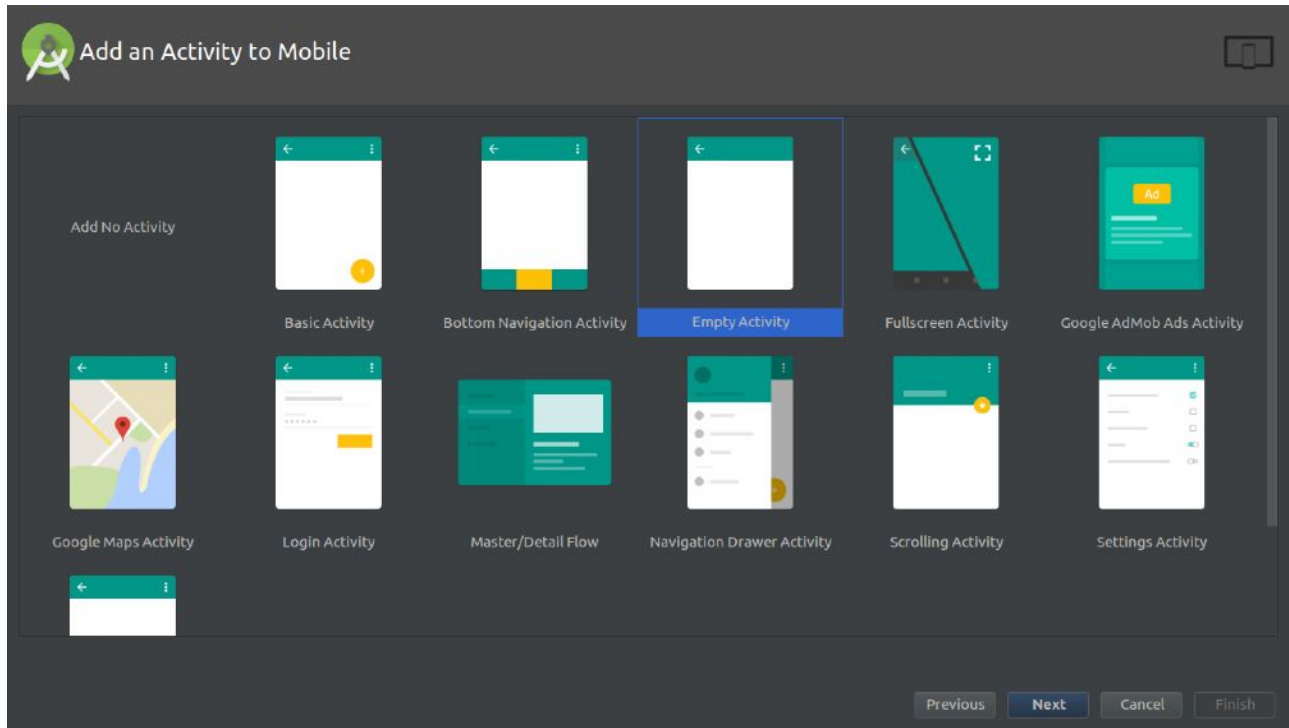 Add an Activity to Mobile
Ad
Add No Activity
Basic Activity
Bottom Navigation Activity
Empty Activity
Fullscreen Activity
Google AdMob Ads Activity
Google Maps Activity
Login Activity
Master/Detail Flow
Navigation Drawer Activity
Scrolling Activity
Settings Activity
Previous
Next
Cancel
Finish